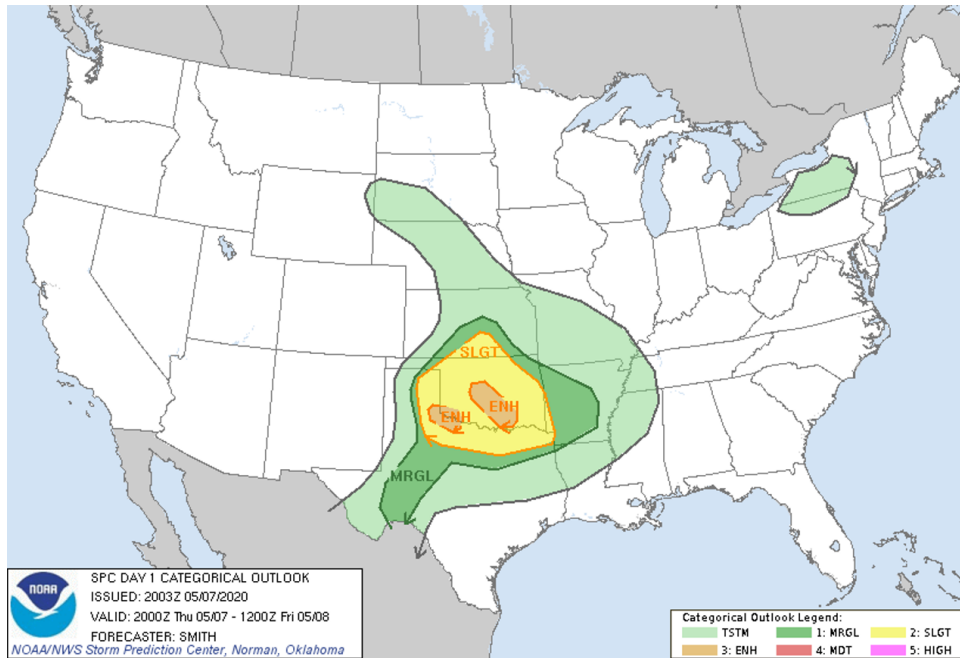 SLGT
ENH
ENH
MRGL
NOAA
SPC DAY 1 CATEGORICAL OUTLOOK
ISSUED: 2003Z 05/07/2020
VALID: 2000Z Thu 05/07 - 1200Z Fri 05/08
FORECASTER: SMITH
NOAA/NWS Storm Prediction Center, Norman, Oklahoma
Categorical Outlook Legend:
TSTM 1: MRGL 2: SLGT
3: ENH 4: MDT 5: HIGH